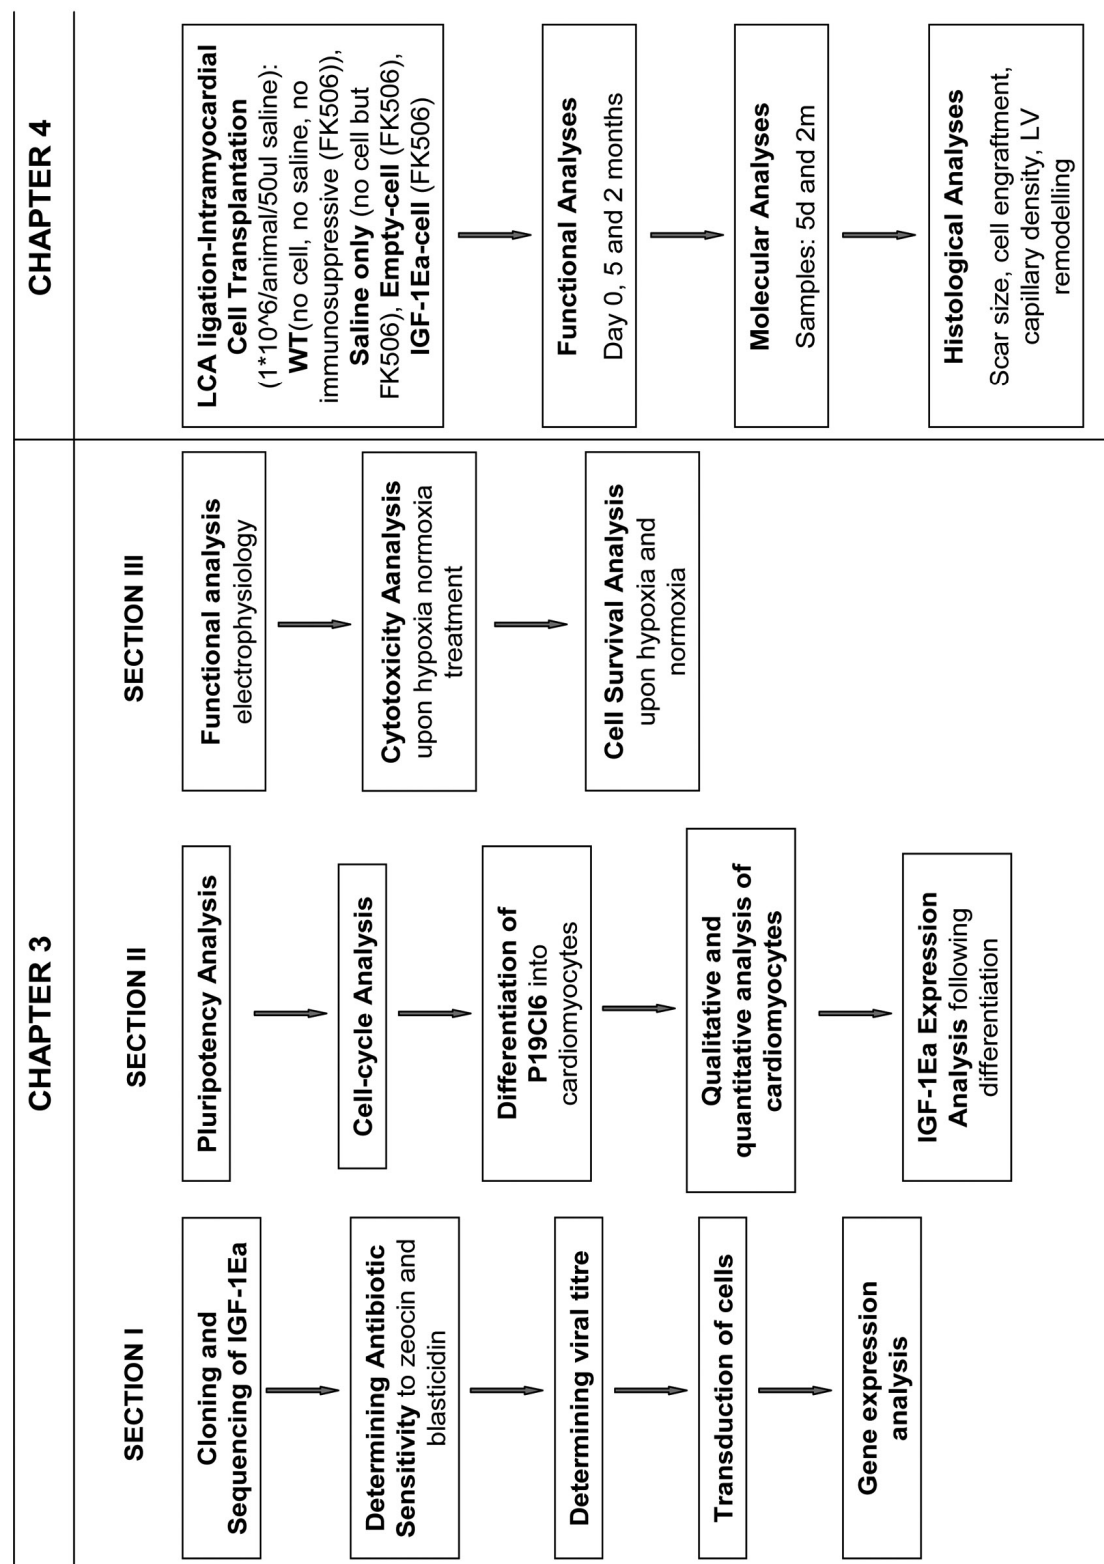 CHAPTER 3
SECTION I
Cloning and
Sequencing of IGF-1Ea
Determining Antibiotic
Sensitivity to zeocin and
blasticidin
Determining viral titre
Transduction of cells
Gene expression
analysis
SECTION II
Pluripotency Analysis
Cell-cycle Analysis
Differentiation of
P19Cl6 into
cardiomyocytes
Qualitative and
quantitative analysis of
cardiomyocytes
IGF-1Ea Expression
Analysis following
differentiation
SECTION III
Functional analysis
electrophysiology
Cytotoxicity Aanalysis
upon hypoxia normoxia
treatment
Cell Survival Analysis
upon hypoxia and
normoxia
CHAPTER 4
LCA ligation-Intramyocardial
Cell Transplantation
(1*10^6/animal/50ul saline):
WT(no cell, no saline, no
immunosuppressive (FK506)),
Saline only (no cell but
FK506), Empty-cell (FK506),
IGF-1Ea-cell (FK506)
Functional Analyses
Day 0, 5 and 2 months
Molecular Analyses
Samples: 5d and 2m
Histological Analyses
Scar size, cell engraftment,
capillary density, LV
remodelling